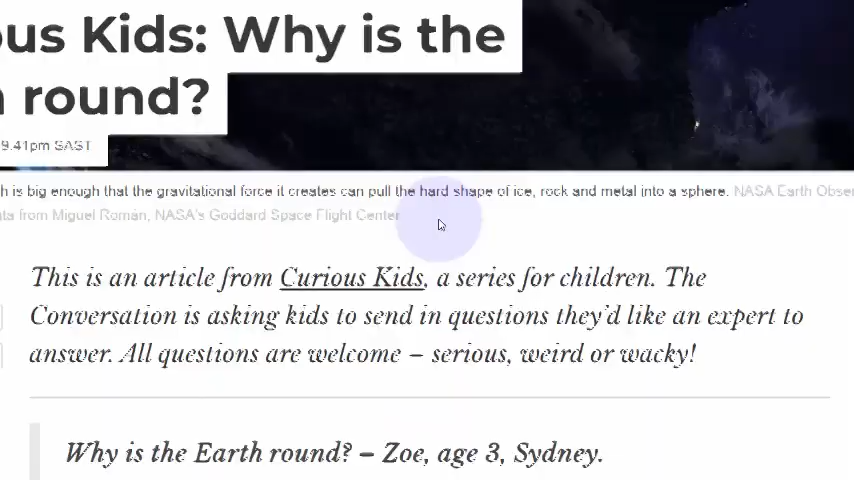 ous Kids: Why is the
n round?
9.41pm SAST
h is big enough that the gravitational force it creates can pull the hard shape of ice, rock and metal into a sphere. NASA Earth Obser
ata from Miguel Román, NASA's Goddard Space Flight Center
This is an article from Curious Kids, a series for children. The
Conversation is asking kids to send in questions they'd like an expert to
answer. All questions are welcome – serious, weird or wacky!
Why is the Earth round? – Zoe, age 3, Sydney.